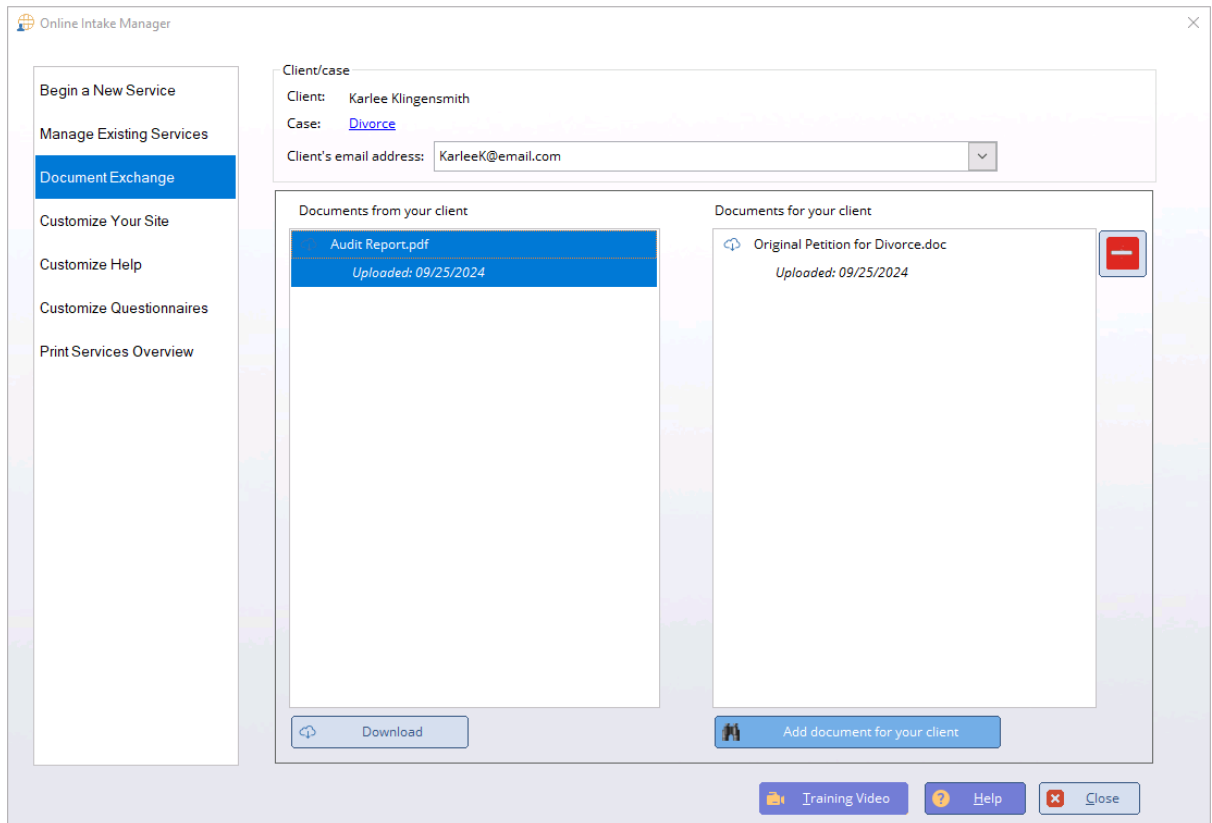 Online Intake Manager
Begin a New Service
Manage Existing Services
Document Exchange
Customize Your Site
Customize Help
Customize Questionnaires
Print Services Overview
Client/case
Client: Karlee Klingensmith
Case: Divorce
Client's email address: KarleeK@email.com
Documents from your client
Audit Report.pdf
Uploaded: 09/25/2024
Download
Documents for your client
Original Petition for Divorce.doc
Uploaded: 09/25/2024
Add document for your client
Training Video
Help
Close